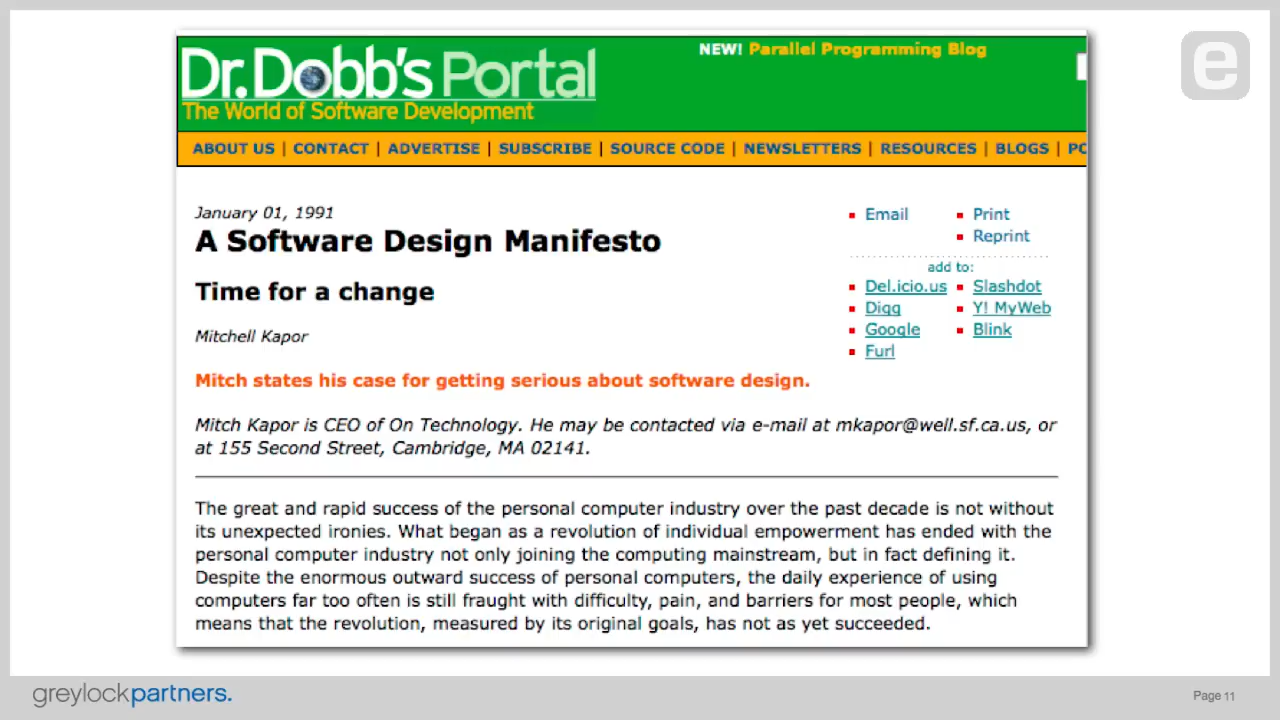 Dr.Dobb's Portal
The World of Software Development
NEW! Parallel Programming Blog
e
ABOUT US | CONTACT | ADVERTISE | SUBSCRIBE | SOURCE CODE | NEWSLETTERS | RESOURCES | BLOGS |
January 01, 1991
A Software Design Manifesto
Time for a change
Mitchell Kapor
Email
Print
Reprint
add to:
Del.icio.us
Slashdot
Digg
Y! MyWeb
Google
Blink
Furl
Mitch states his case for getting serious about software design.
Mitch Kapor is CEO of On Technology. He may be contacted via e-mail at mkapor@well.sf.ca.us, or
at 155 Second Street, Cambridge, MA 02141.
The great and rapid success of the personal computer industry over the past decade is not without
its unexpected ironies. What began as a revolution of individual empowerment has ended with the
personal computer industry not only joining the computing mainstream, but in fact defining it.
Despite the enormous outward success of personal computers, the daily experience of using
computers far too often is still fraught with difficulty, pain, and barriers for most people, which
means that the revolution, measured by its original goals, has not as yet succeeded.
greylockpartners.
Page 11